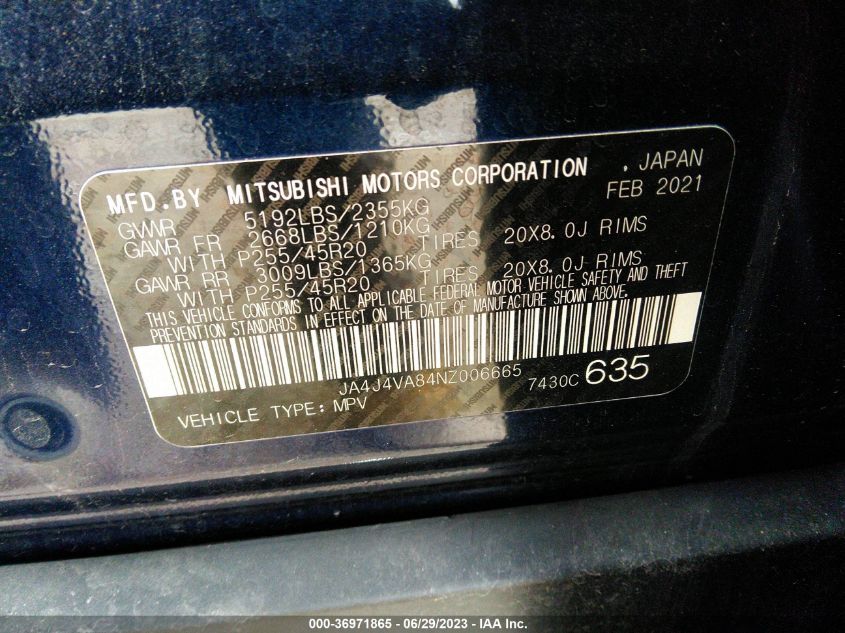 MFD. BY MITSUBISHI MOTORS CORPORATION . JAPAN
FEB 2021
GVWR 5192LBS/2355KG
GAWR FR 2668LBS/1210KG
WITH P255/45R20 TIRES 20X8.0J RIMS
GAWR RR 3009LBS/1365KG
WITH P255/45R20 TIRES 20X8.0J RIMS
THIS VEHICLE CONFORMS TO ALL APPLICABLE FEDERAL MOTOR VEHICLE SAFETY AND THEFT
PREVENTION STANDARDS IN EFFECT ON THE DATE OF MANUFACTURE SHOWN ABOVE.
JA4J4VA84NZ006665 7430C 635
VEHICLE TYPE: MPV
000-36971865 - 06/29/2023 - IAA Inc.